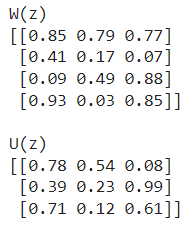 W(z)
[[0.85 0.79 0.77]
[0.41 0.17 0.07]
[0.09 0.49 0.88]
[0.93 0.03 0.85]]
U(z)
[[0.78 0.54 0.08]
[0.39 0.23 0.99]
[0.71 0.12 0.61]]